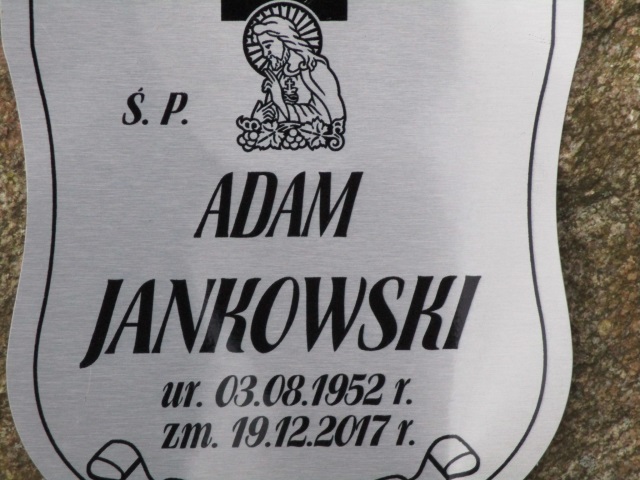 Ś. P.
ADAM
JANKOWSKI
ur. 03.08.1952 r.
zm. 19.12.2017 r.